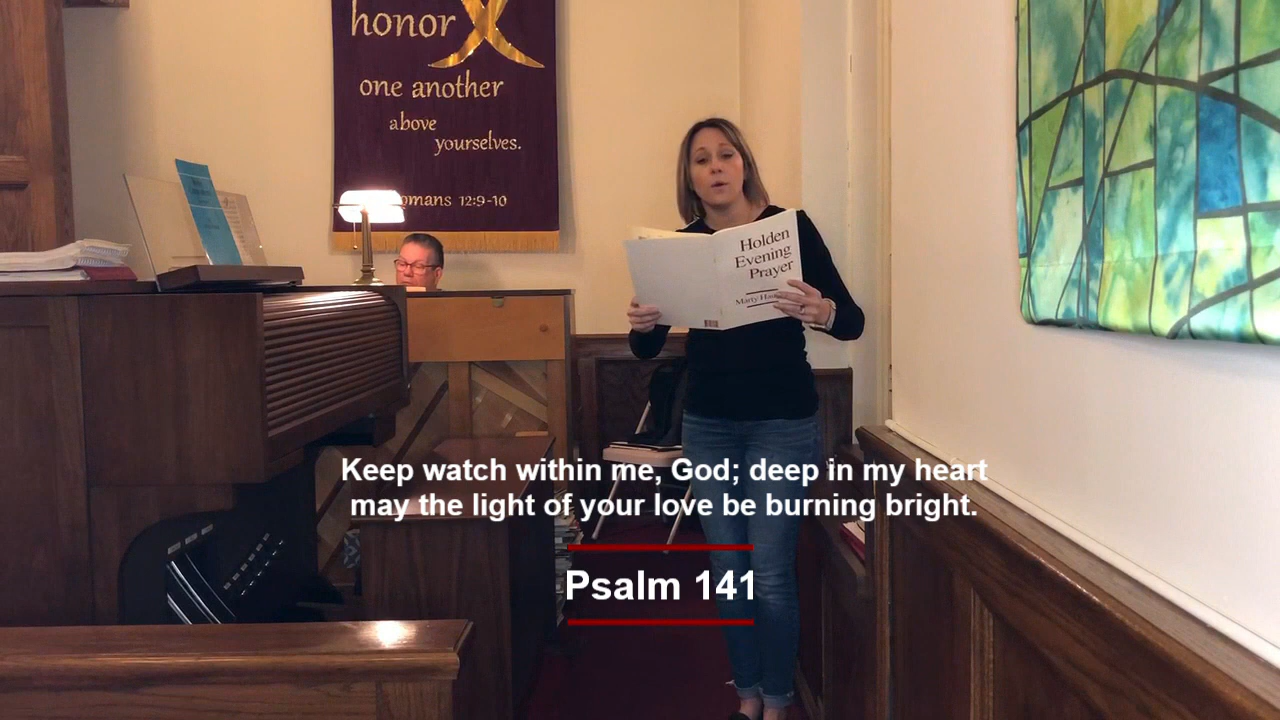 honor
one another
above
yourselves.
omans 12:9-10
Holden
Evening
Prayer
Marty
Keep watch within me, God; deep in my heart
may the light of your love be burning bright.
Psalm 141